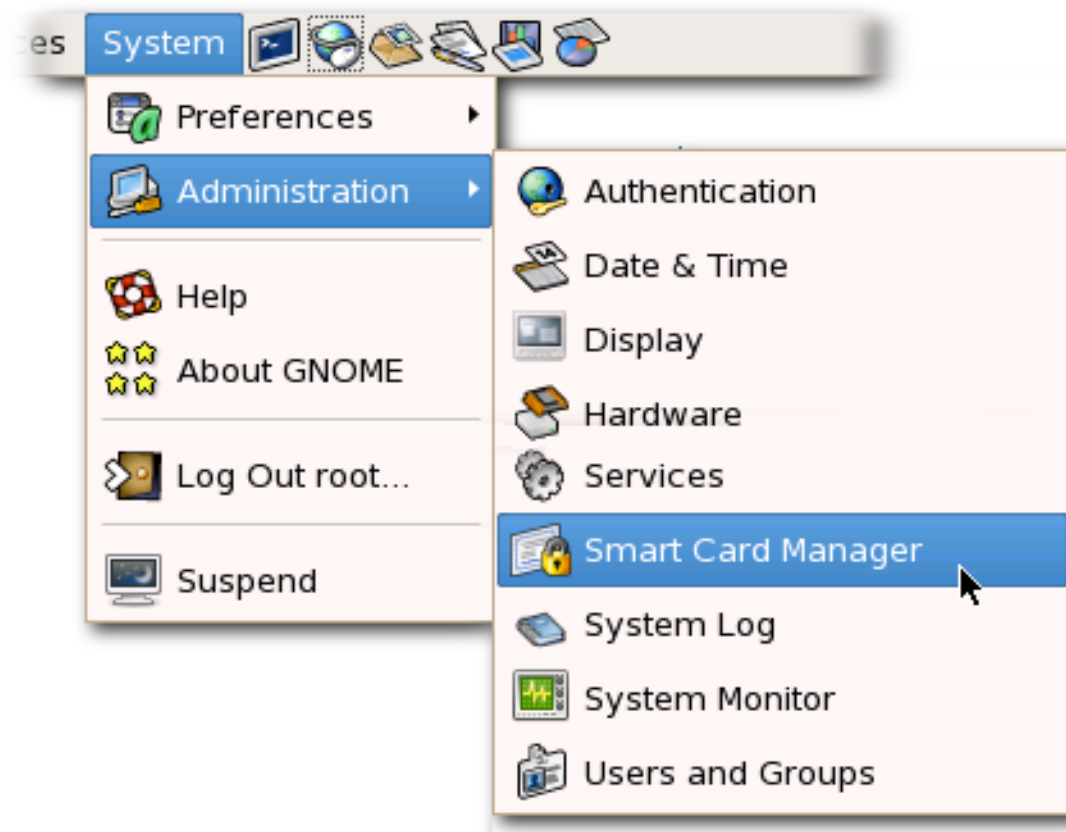 es System
Preferences
Administration
Help
About GNOME
Log Out root...
Suspend
Authentication
Date & Time
Display
Hardware
Services
Smart Card Manager
System Log
System Monitor
Users and Groups